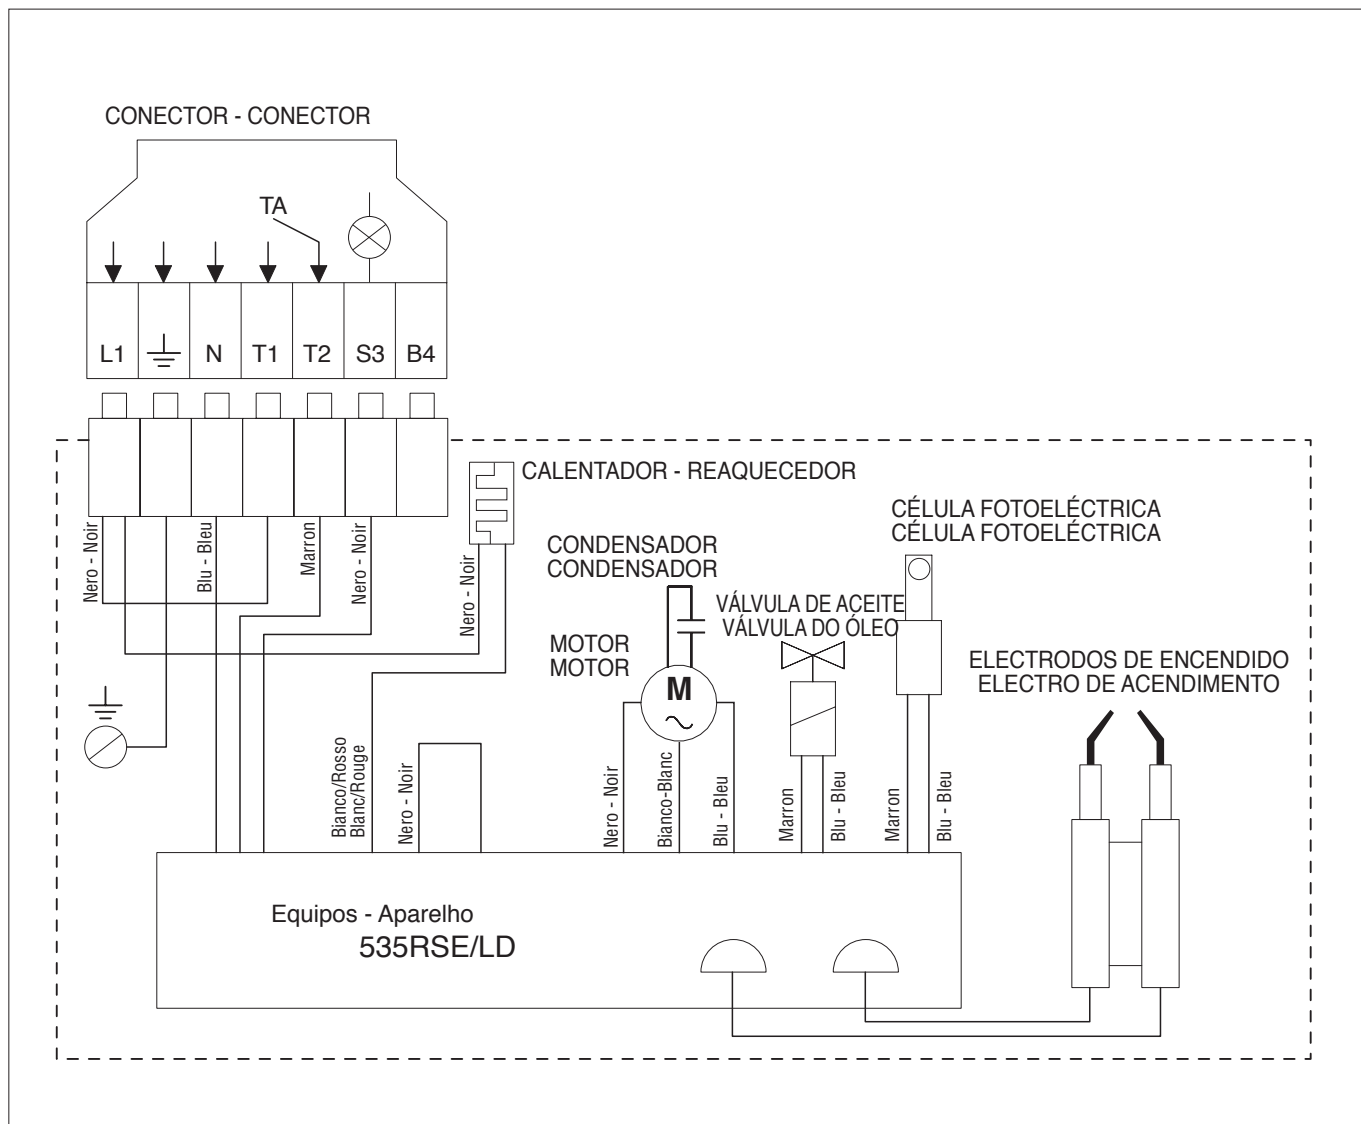 CONECTOR - CONECTOR
TA
L1
N
T1
T2
S3
B4
CALENTADOR - REAQUECEDOR
CÉLULA FOTOELÉCTRICA
CÉLULA FOTOELÉCTRICA
CONDENSADOR
CONDENSADOR
VÁLVULA DE ACEITE
VÁLVULA DO ÓLEO
MOTOR
MOTOR
M
ELECTRODOS DE ENCENDIDO
ELECTRO DE ACENDIMENTO
Nero - Noir
Blu - Bleu
Marron
Nero - Noir
Nero - Noir
Bianco/Rosso
Blanc/Rouge
Nero - Noir
Nero - Noir
Bianco-Blanc
Blu - Bleu
Marron
Blu - Bleu
Marron
Blu - Bleu
Equipos - Aparelho
535RSE/LD